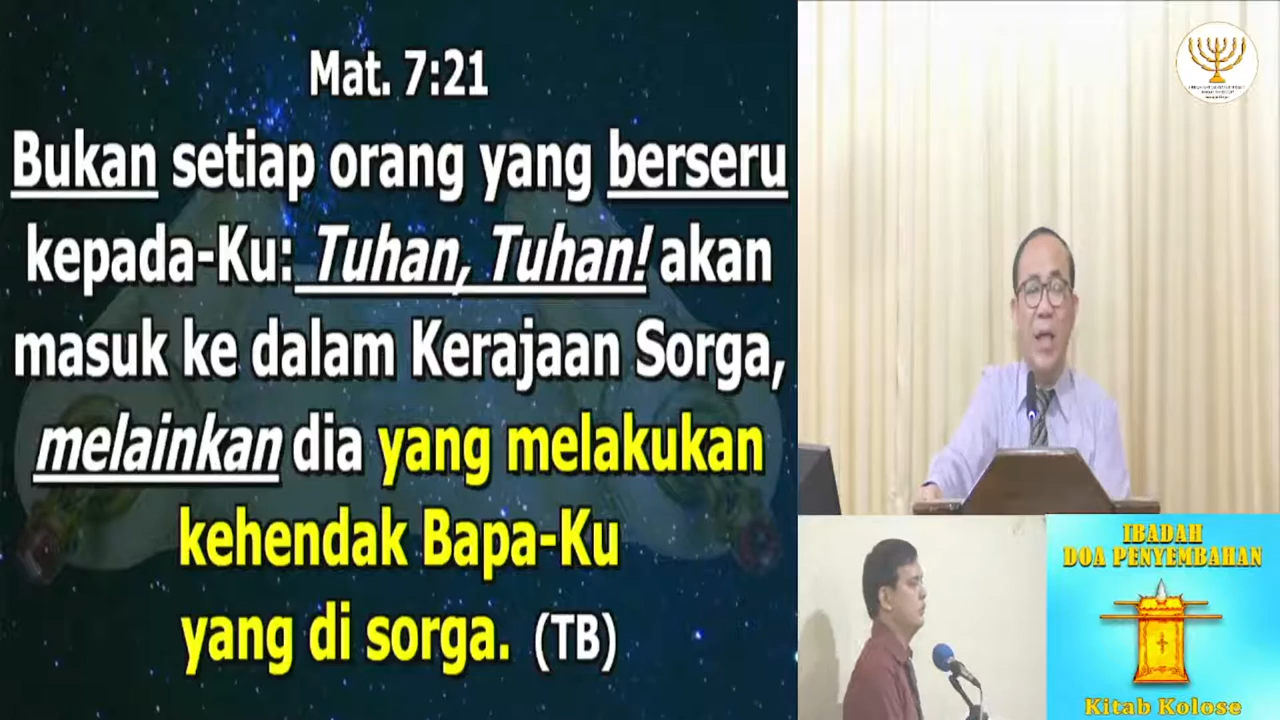 Mat. 7:21
Bukan setiap orang yang berseru
kepada-Ku: Tuhan, Tuhan! akan
masuk ke dalam Kerajaan Sorga,
melainkan dia yang melakukan
kehendak Bapa-Ku
yang di sorga. (TB)
IBADAH
DOA PENYEMBAHAN
Kitab Kolose